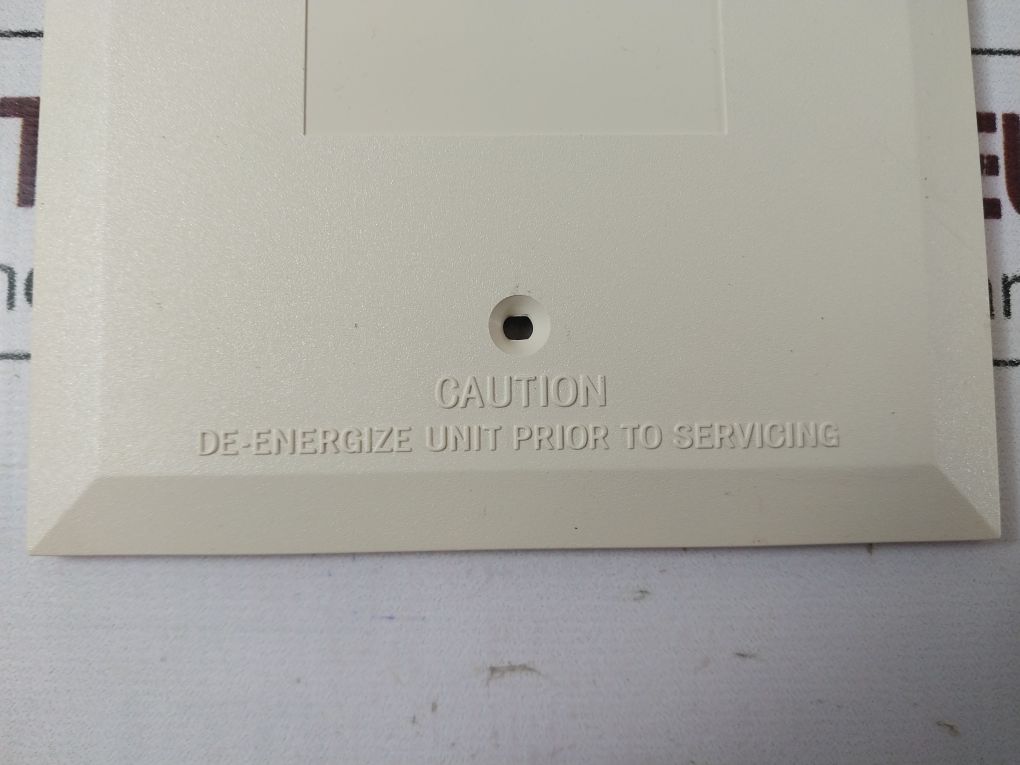 CAUTION
DE-ENERGIZE UNIT PRIOR TO SERVICING